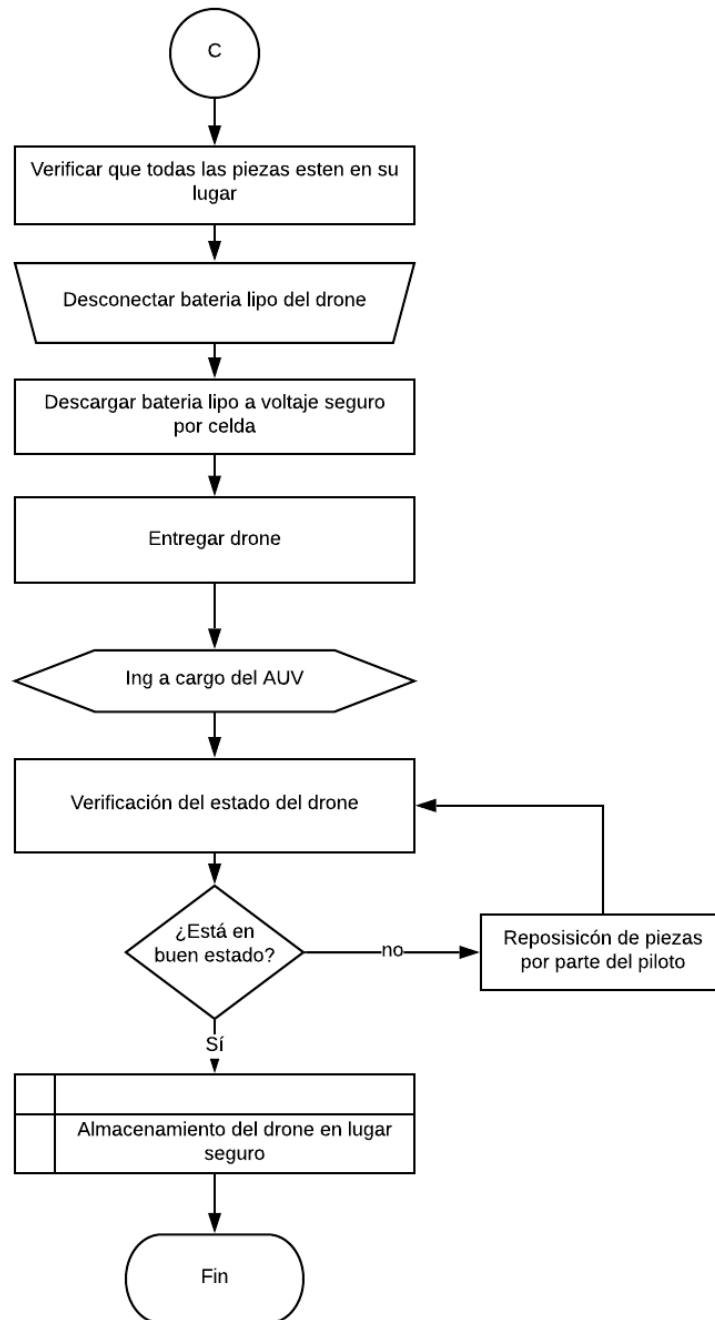 C
Verificar que todas las piezas esten en su
lugar
Desconectar bateria lipo del drone
Descargar bateria lipo a voltaje seguro
por celda
Entregar drone
Ing a cargo del AUV
Verificación del estado del drone
¿Está en
buen estado?
no
Reposisicón de piezas
por parte del piloto
Sí
Almacenamiento del drone en lugar
seguro
Fin